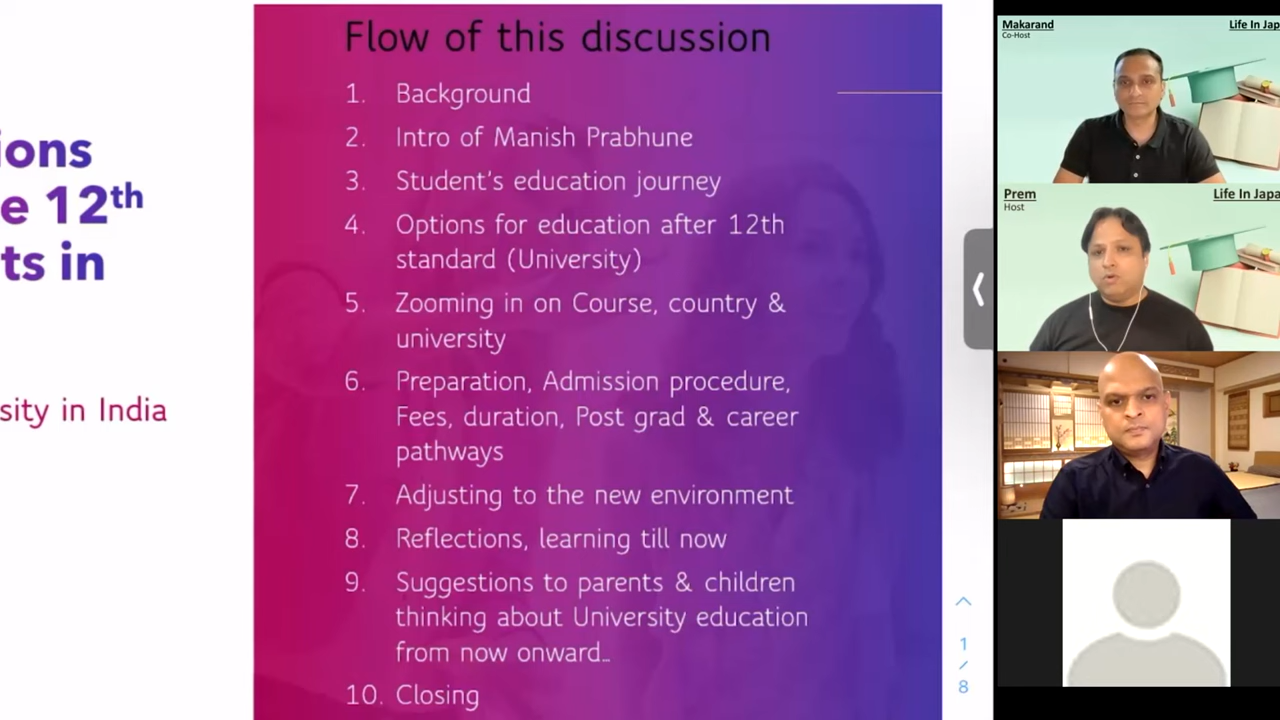 ions
e 12th
ts in
sity in India
Flow of this discussion
1. Background
2. Intro of Manish Prabhune
3. Student's education journey
4. Options for education after 12th
standard (University)
5. Zooming in on Course, country &
university
6. Preparation, Admission procedure,
Fees, duration, Post grad & career
pathways
7. Adjusting to the new environment
8. Reflections, learning till now
9. Suggestions to parents & children
thinking about University education
from now onward…
10. Closing
1
/
8
Makarand
Co-Host
Life In Jap
Prem
Host
Life In Japa